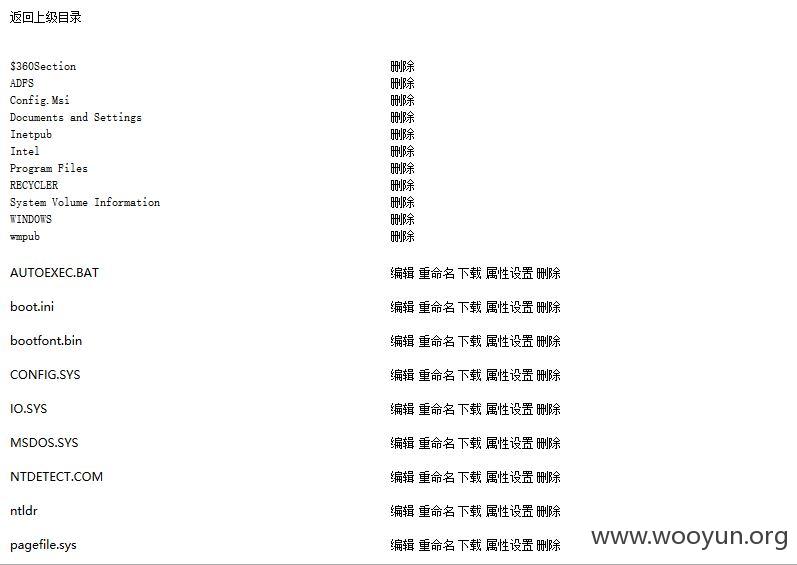 返回上级目录
$360Section 删除
ADFS 删除
Config.Msi 删除
Documents and Settings 删除
Inetpub 删除
Intel 删除
Program Files 删除
RECYCLER 删除
System Volume Information 删除
WINDOWS 删除
wmpub 删除
AUTOEXEC.BAT 编辑 重命名 下载 属性设置 删除
boot.ini 编辑 重命名 下载 属性设置 删除
bootfont.bin 编辑 重命名 下载 属性设置 删除
CONFIG.SYS 编辑 重命名 下载 属性设置 删除
IO.SYS 编辑 重命名 下载 属性设置 删除
MSDOS.SYS 编辑 重命名 下载 属性设置 删除
NTDETECT.COM 编辑 重命名 下载 属性设置 删除
ntldr 编辑 重命名 下载 属性设置 删除
pagefile.sys 编辑 重命名 下载 属性设置 删除
www.wooyun.org